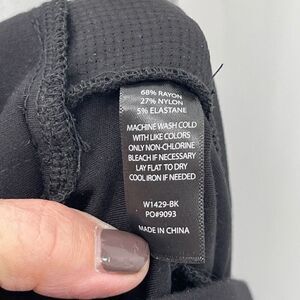 68% RAYON
27% NYLON
5% ELASTANE
MACHINE WASH COLD
WITH LIKE COLORS
ONLY NON-CHLORINE
BLEACH IF NECESSARY
LAY FLAT TO DRY
COOL IRON IF NEEDED
W1429-BK
PO#9093
MADE IN CHINA